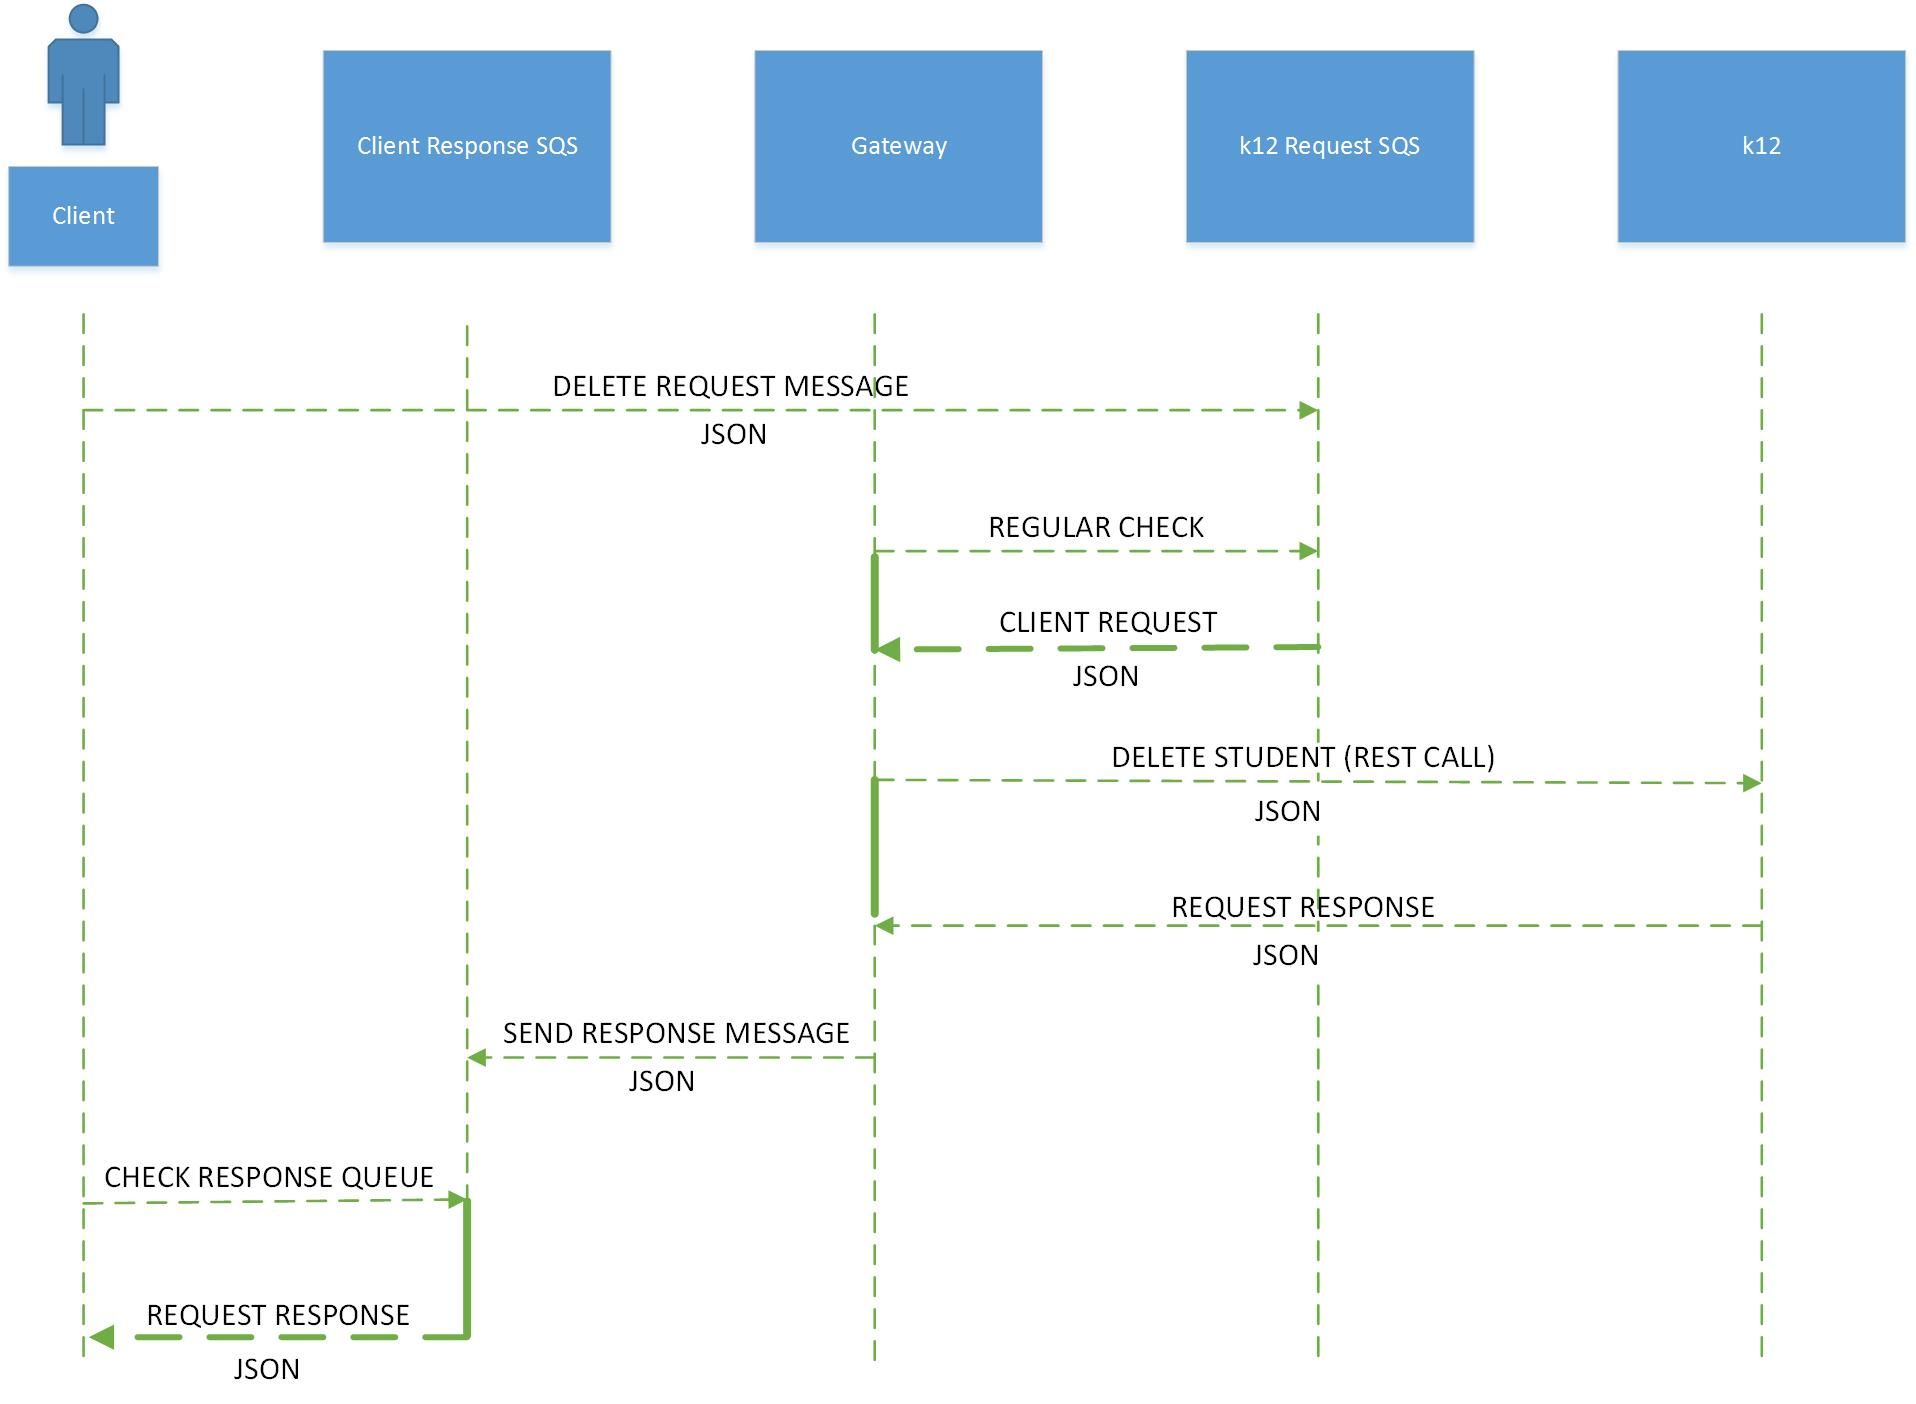 Client
Client Response SQS
Gateway
k12 Request SQS
k12
DELETE REQUEST MESSAGE
JSON
REGULAR CHECK
CLIENT REQUEST
JSON
DELETE STUDENT (REST CALL)
JSON
REQUEST RESPONSE
JSON
SEND RESPONSE MESSAGE
JSON
CHECK RESPONSE QUEUE
REQUEST RESPONSE
JSON